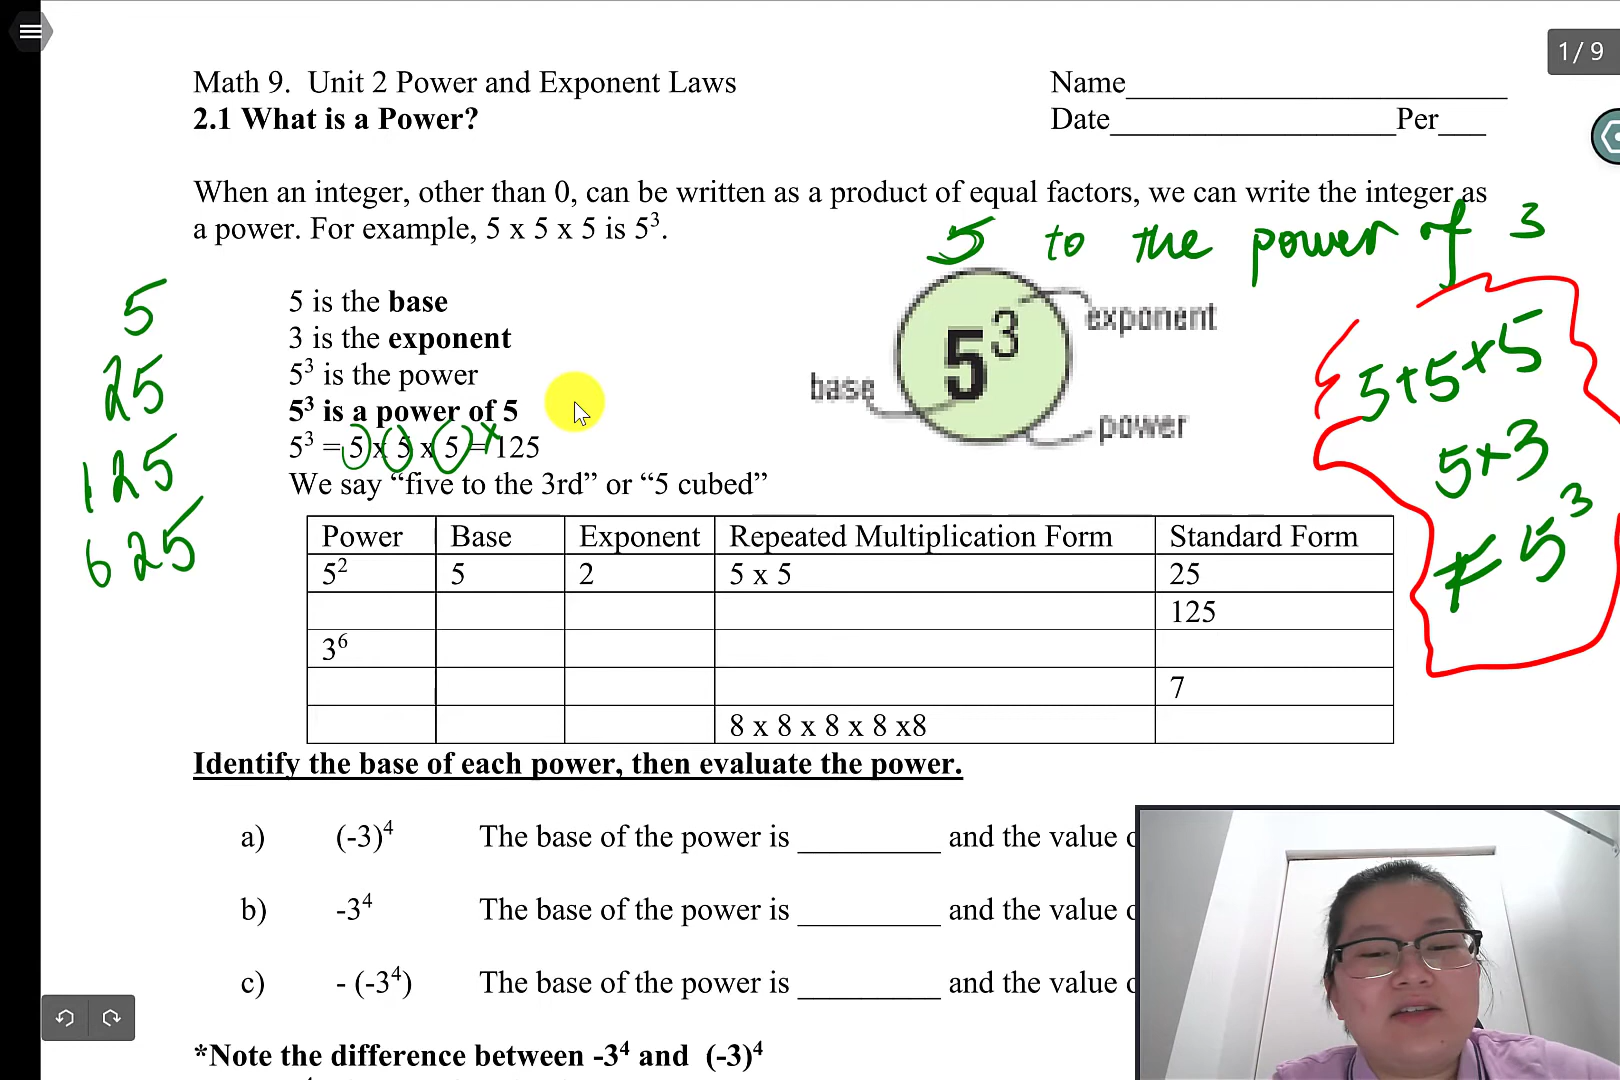 1 / 9
Math 9. Unit 2 Power and Exponent Laws Name
2.1 What is a Power? Date Per
When an integer, other than 0, can be written as a product of equal factors, we can write the integer as
a power. For example, 5 x 5 x 5 is 5³.
5 to the power of 3
5 is the base
3 is the exponent
5³ is the power
5³ is a power of 5
5³ = 5 x 5 x 5 = 125
We say “five to the 3rd” or “5 cubed”
5
25
125
625
5³
exponent
base
power
5 + 5 × 5
5 × 3
≠ 5³
Power Base Exponent Repeated Multiplication Form Standard Form
5² 5 2 5 x 5 25
125
3⁶
7
8 x 8 x 8 x 8 x8
Identify the base of each power, then evaluate the power.
a) (-3)⁴ The base of the power is _________ and the value
b) -3⁴ The base of the power is _________ and the value
c) - (-3⁴) The base of the power is _________ and the value
*Note the difference between -3⁴ and (-3)⁴